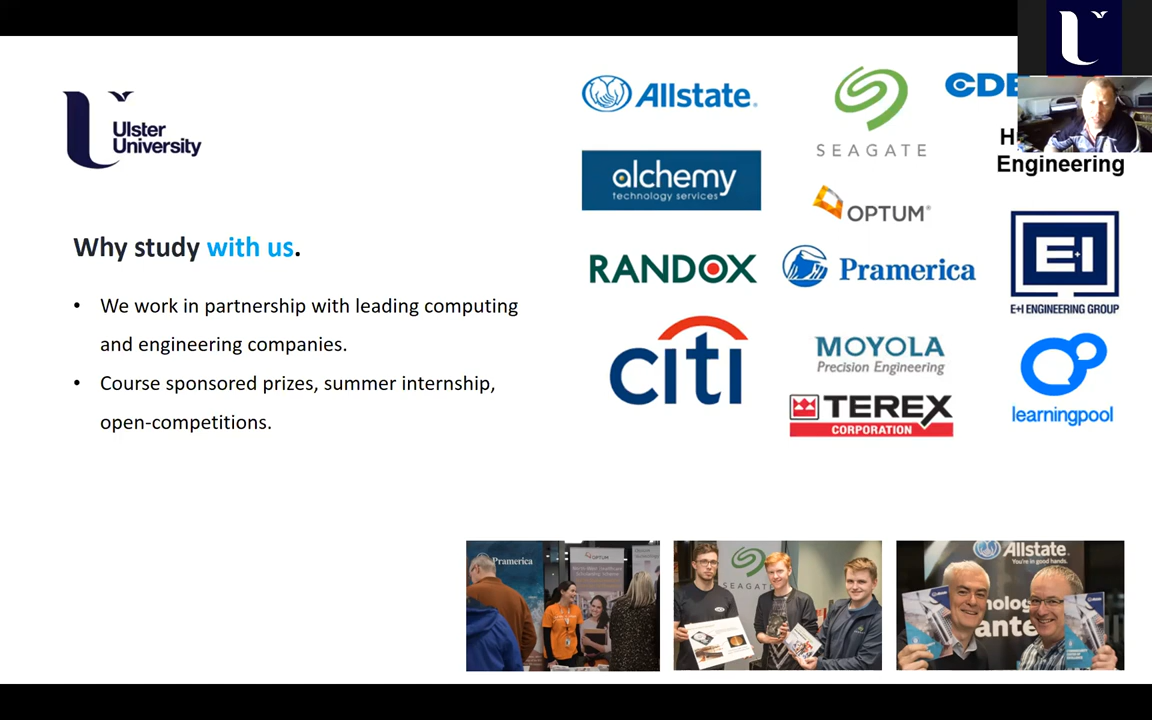 Ulster
University
Why study with us.
• We work in partnership with leading computing
and engineering companies.
• Course sponsored prizes, summer internship,
open-competitions.
Allstate
SEAGATE
CDE
H
Engineering
alchemy
technology services
OPTUM®
RANDOX
Pramerica
E+I
E+I ENGINEERING GROUP
citi
MOYOLA
Precision Engineering
TEREX
CORPORATION
learningpool
Pramerica
OPTUM
SEAGATE
Allstate
You're in good hands.